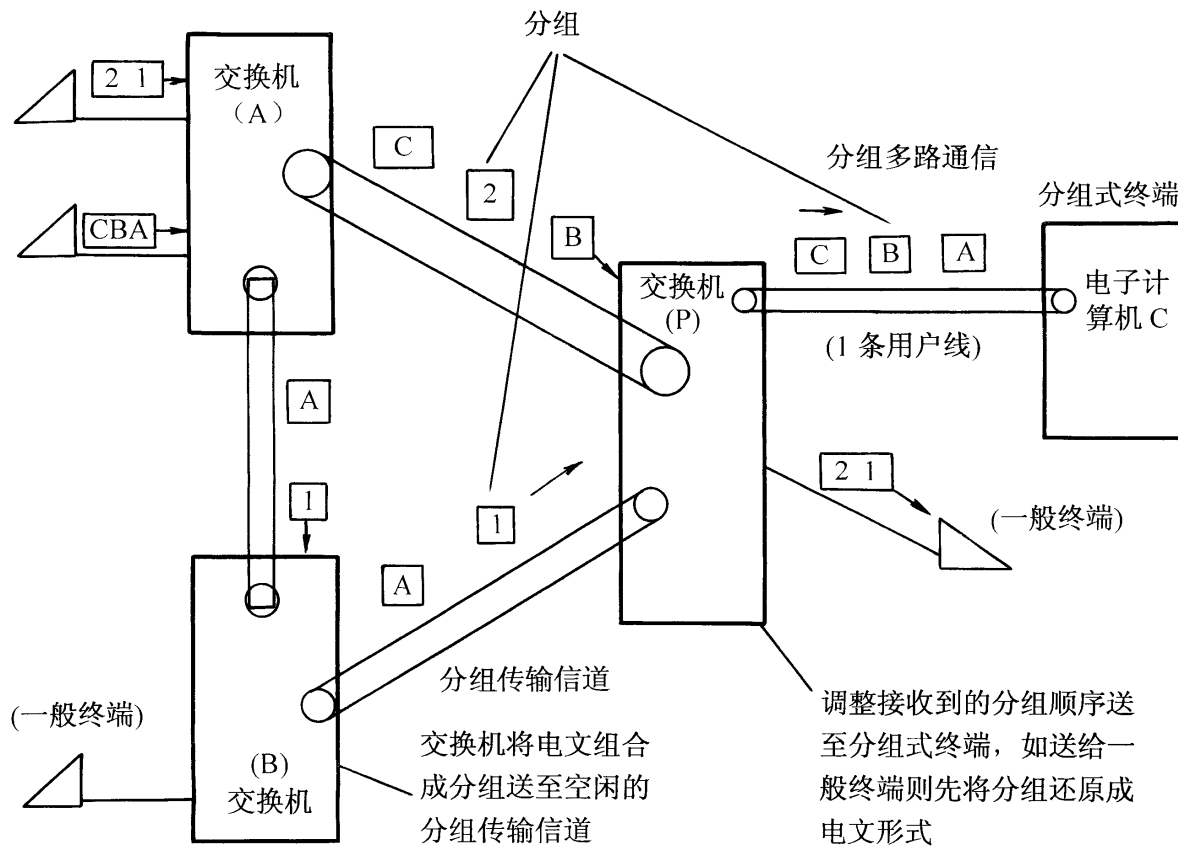 分组
2 1
交换机
（A）
C
2
分组多路通信
分组式终端
CBA
B
C
B
A
交换机
(P)
电子计
算机 C
(1 条用户线)
A
1
1
2 1
(一般终端)
A
分组传输信道
(一般终端)
(B)
交换机
交换机将电文组合
成分组送至空闲的
分组传输信道
调整接收到的分组顺序送
至分组式终端，如送给一
般终端则先将分组还原成
电文形式